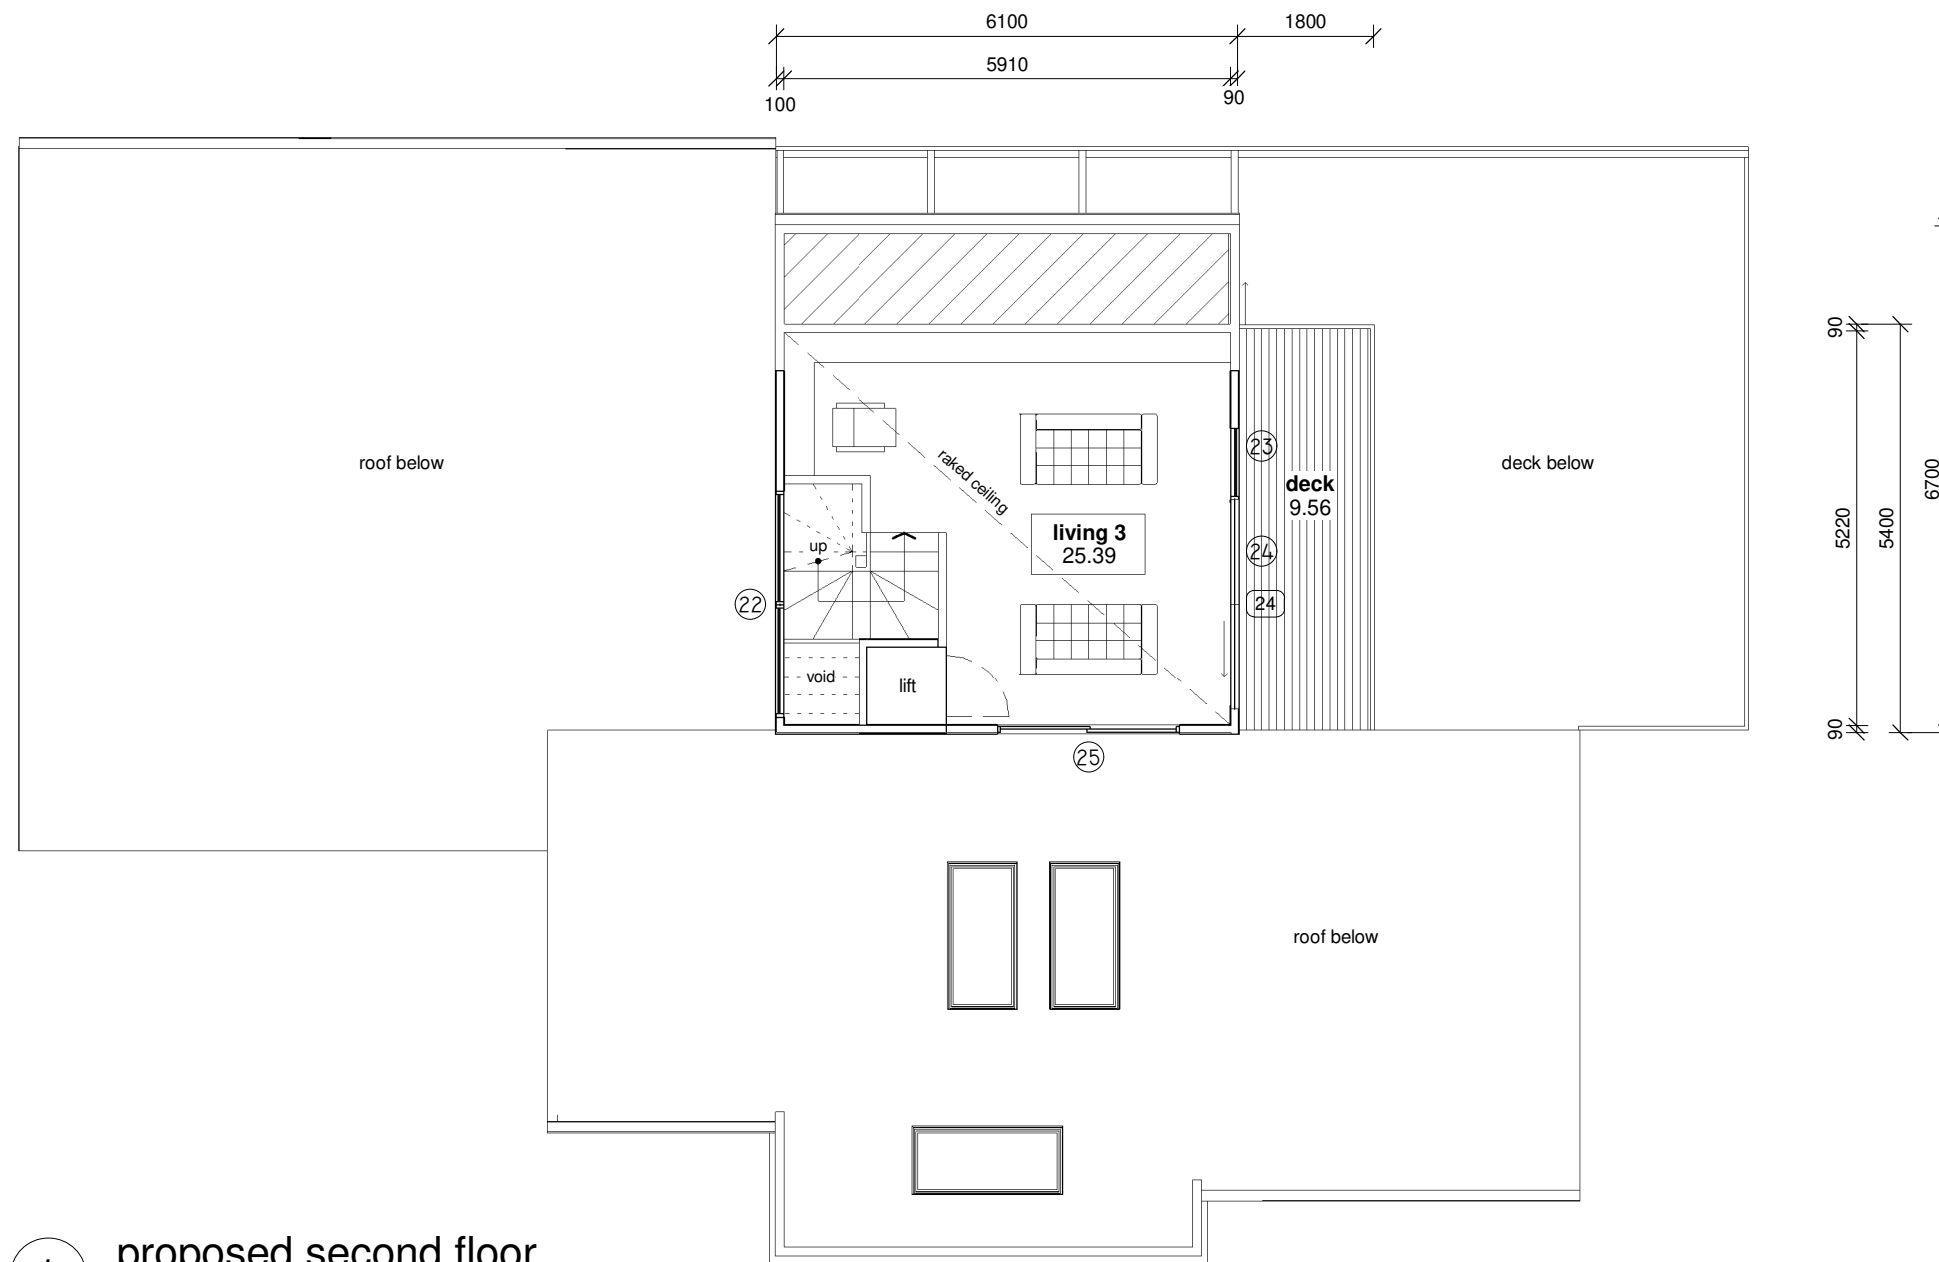 6100
1800
5910
100
90
roof below
deck below
raked ceiling
living 3
25.39
deck
9.56
23
24
24
up
void
lift
22
25
90
5220
5400
6700
90
roof below
proposed second floor